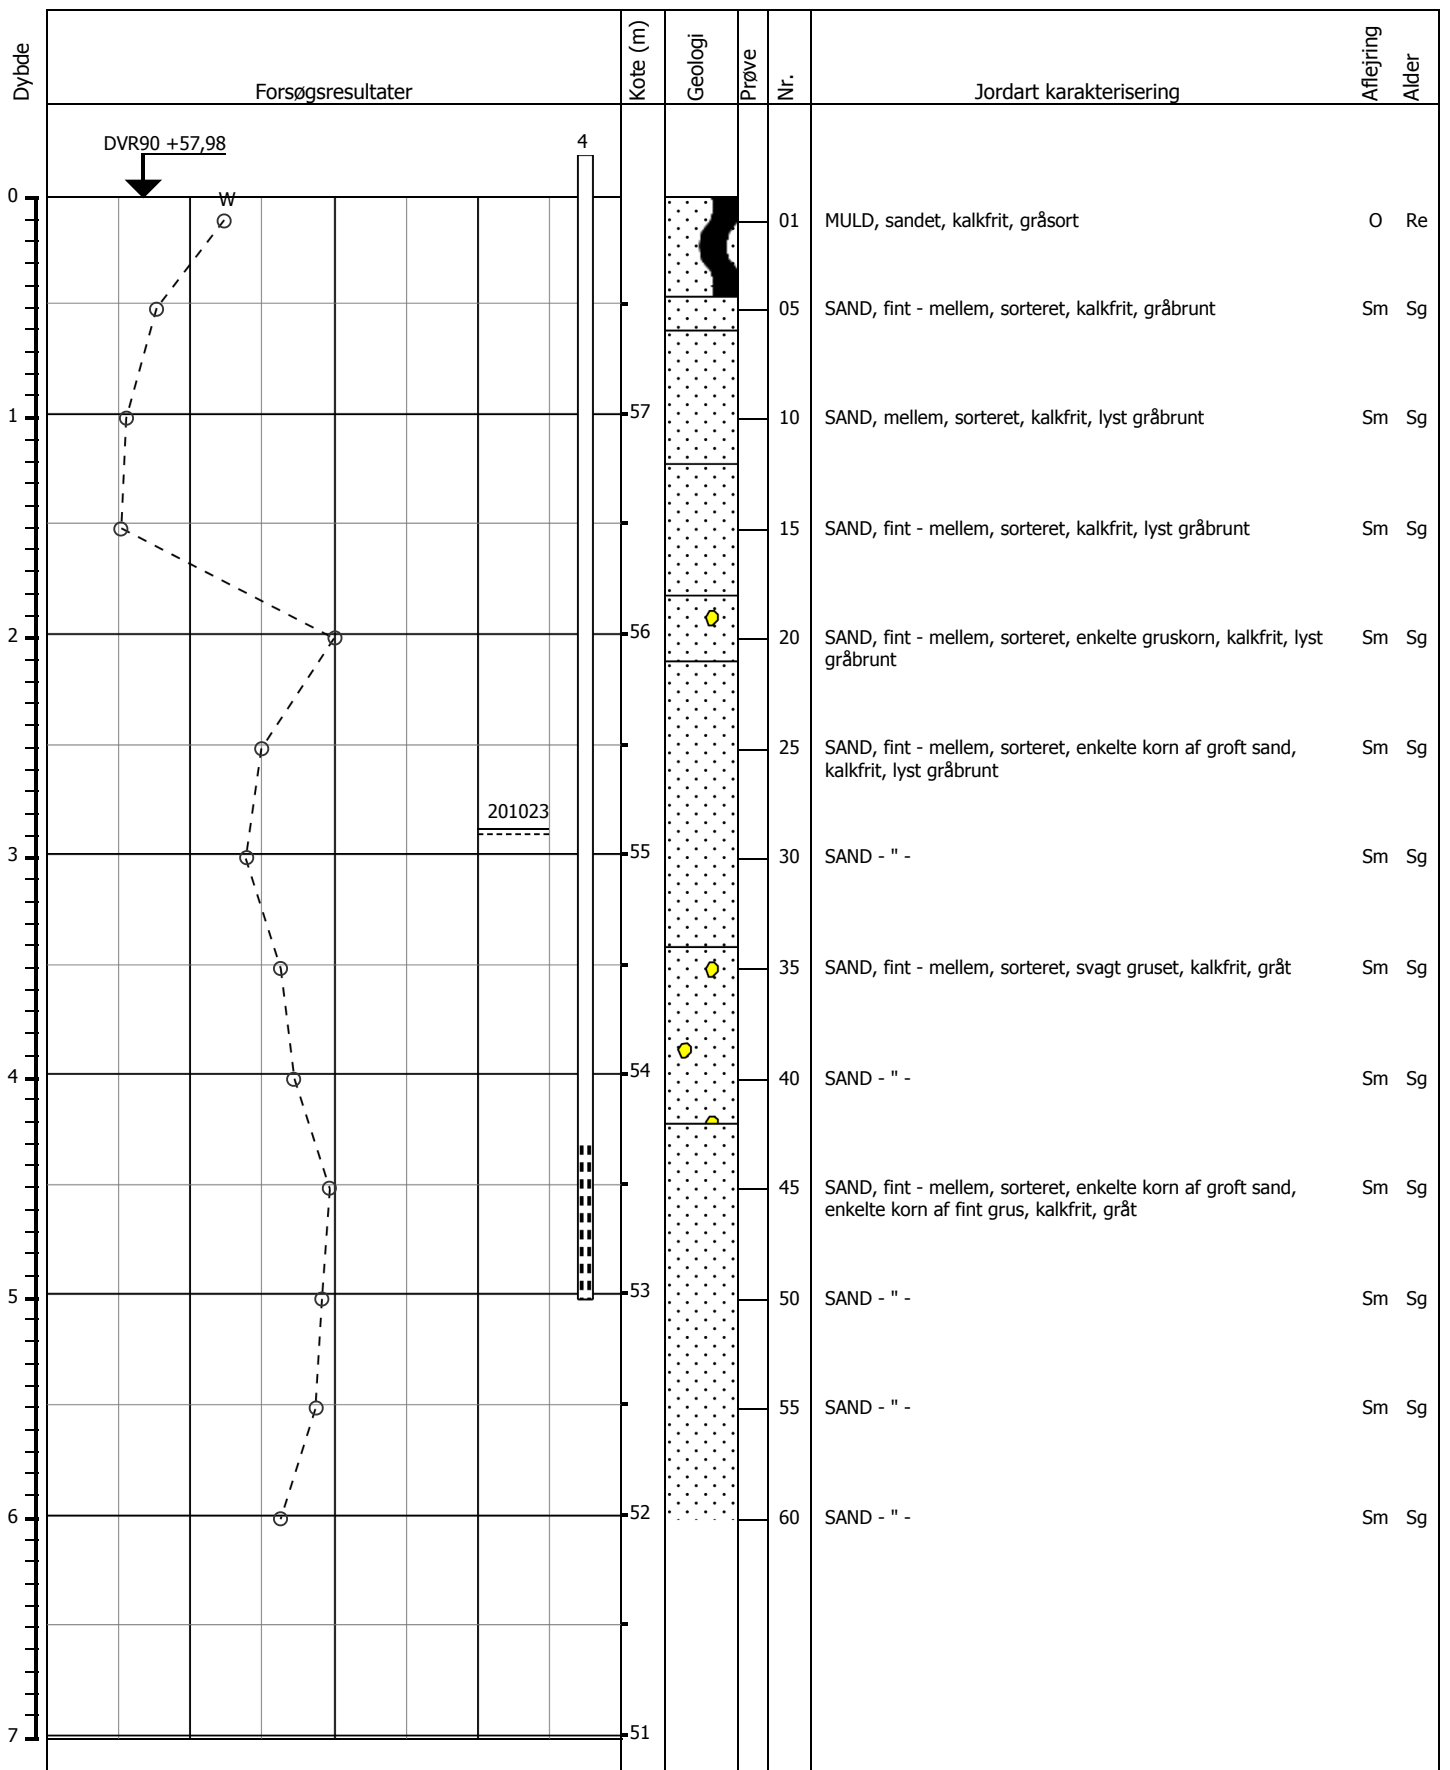 Dybde
Forsøgsresultater
Kote (m)
Geologi
Prøve
Nr.
Jordart karakterisering
Aflejring
Alder
DVR90 +57,98
4
0
W
01 MULD, sandet, kalkfrit, gråsort O Re
05 SAND, fint - mellem, sorteret, kalkfrit, gråbrunt Sm Sg
1
57
10 SAND, mellem, sorteret, kalkfrit, lyst gråbrunt Sm Sg
15 SAND, fint - mellem, sorteret, kalkfrit, lyst gråbrunt Sm Sg
2
56
20 SAND, fint - mellem, sorteret, enkelte gruskorn, kalkfrit, lyst Sm Sg
gråbrunt
25 SAND, fint - mellem, sorteret, enkelte korn af groft sand, Sm Sg
kalkfrit, lyst gråbrunt
201023
3
55
30 SAND - " - Sm Sg
35 SAND, fint - mellem, sorteret, svagt gruset, kalkfrit, gråt Sm Sg
4
54
40 SAND - " - Sm Sg
45 SAND, fint - mellem, sorteret, enkelte korn af groft sand, Sm Sg
enkelte korn af fint grus, kalkfrit, gråt
5
53
50 SAND - " - Sm Sg
55 SAND - " - Sm Sg
6
52
60 SAND - " - Sm Sg
7
51